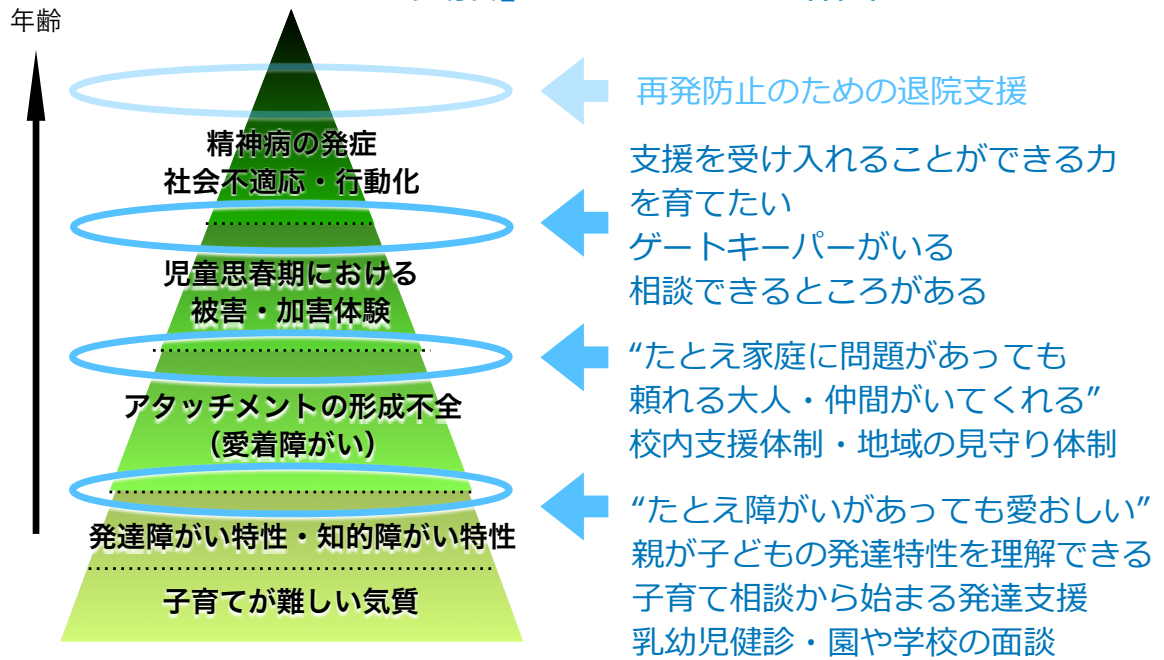 年齢
再発防止のための退院支援
精神病の発症
社会不適応・行動化
支援を受け入れることができる力
を育てたい
ゲートキーパーがいる
相談できるところがある
児童思春期における
被害・加害体験
“たとえ家庭に問題があっても
頼れる大人・仲間がいてくれる”
校内支援体制・地域の見守り体制
アタッチメントの形成不全
（愛着障がい）
“たとえ障がいがあっても愛おしい”
親が子どもの発達特性を理解できる
子育て相談から始まる発達支援
乳幼児健診・園や学校の面談
発達障がい特性・知的障がい特性
子育てが難しい気質